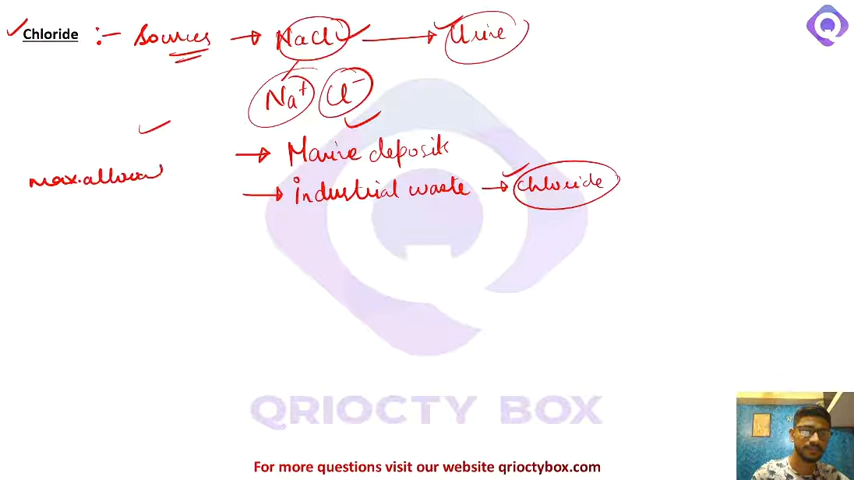 Chloride :- Sources → NaCl → Urine
Na+ Cl-
→ Marine deposits
max.allowa
→ industrial waste → chloride
QRIOCTY BOX
For more questions visit our website qrioctybox.com